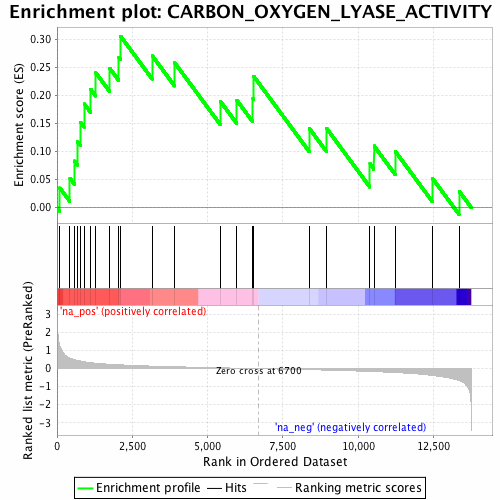 Enrichment plot: CARBON_OXYGEN_LYASE_ACTIVITY
Enrichment score (ES)
0.30
0.25
0.20
0.15
0.10
0.05
0.00
'na_pos' (positively correlated)
Ranked list metric (PreRanked)
3
2
1
0
-1
-2
-3
Zero cross at 6700
'na_neg' (negatively correlated)
0 2,500 5,000 7,500 10,000 12,500
Rank in Ordered Dataset
Enrichment profile Hits Ranking metric scores